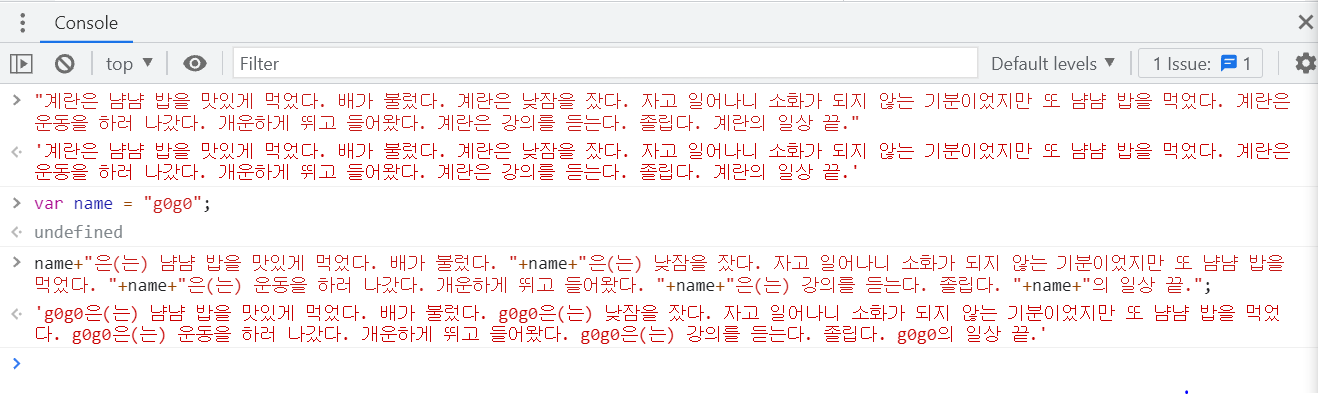 Console
top ▼
Filter
Default levels ▼
1 Issue: 1
> "계란은 냠냠 밥을 맛있게 먹었다. 배가 불렀다. 계란은 낮잠을 잤다. 자고 일어나니 소화가 되지 않는 기분이었지만 또 냠냠 밥을 먹었다. 계란은
운동을 하러 나갔다. 개운하게 뛰고 들어왔다. 계란은 강의를 듣는다. 졸립다. 계란의 일상 끝."
'계란은 냠냠 밥을 맛있게 먹었다. 배가 불렀다. 계란은 낮잠을 잤다. 자고 일어나니 소화가 되지 않는 기분이었지만 또 냠냠 밥을 먹었다. 계란은
운동을 하러 나갔다. 개운하게 뛰고 들어왔다. 계란은 강의를 듣는다. 졸립다. 계란의 일상 끝.'
> var name = "g0g0";
undefined
> name+"은(는) 냠냠 밥을 맛있게 먹었다. 배가 불렀다. "+name+"은(는) 낮잠을 잤다. 자고 일어나니 소화가 되지 않는 기분이었지만 또 냠냠 밥을
먹었다. "+name+"은(는) 운동을 하러 나갔다. 개운하게 뛰고 들어왔다. "+name+"은(는) 강의를 듣는다. 졸립다. "+name+"의 일상 끝.";
'g0g0은(는) 냠냠 밥을 맛있게 먹었다. 배가 불렀다. g0g0은(는) 낮잠을 잤다. 자고 일어나니 소화가 되지 않는 기분이었지만 또 냠냠 밥을 먹었
다. g0g0은(는) 운동을 하러 나갔다. 개운하게 뛰고 들어왔다. g0g0은(는) 강의를 듣는다. 졸립다. g0g0의 일상 끝.'
>